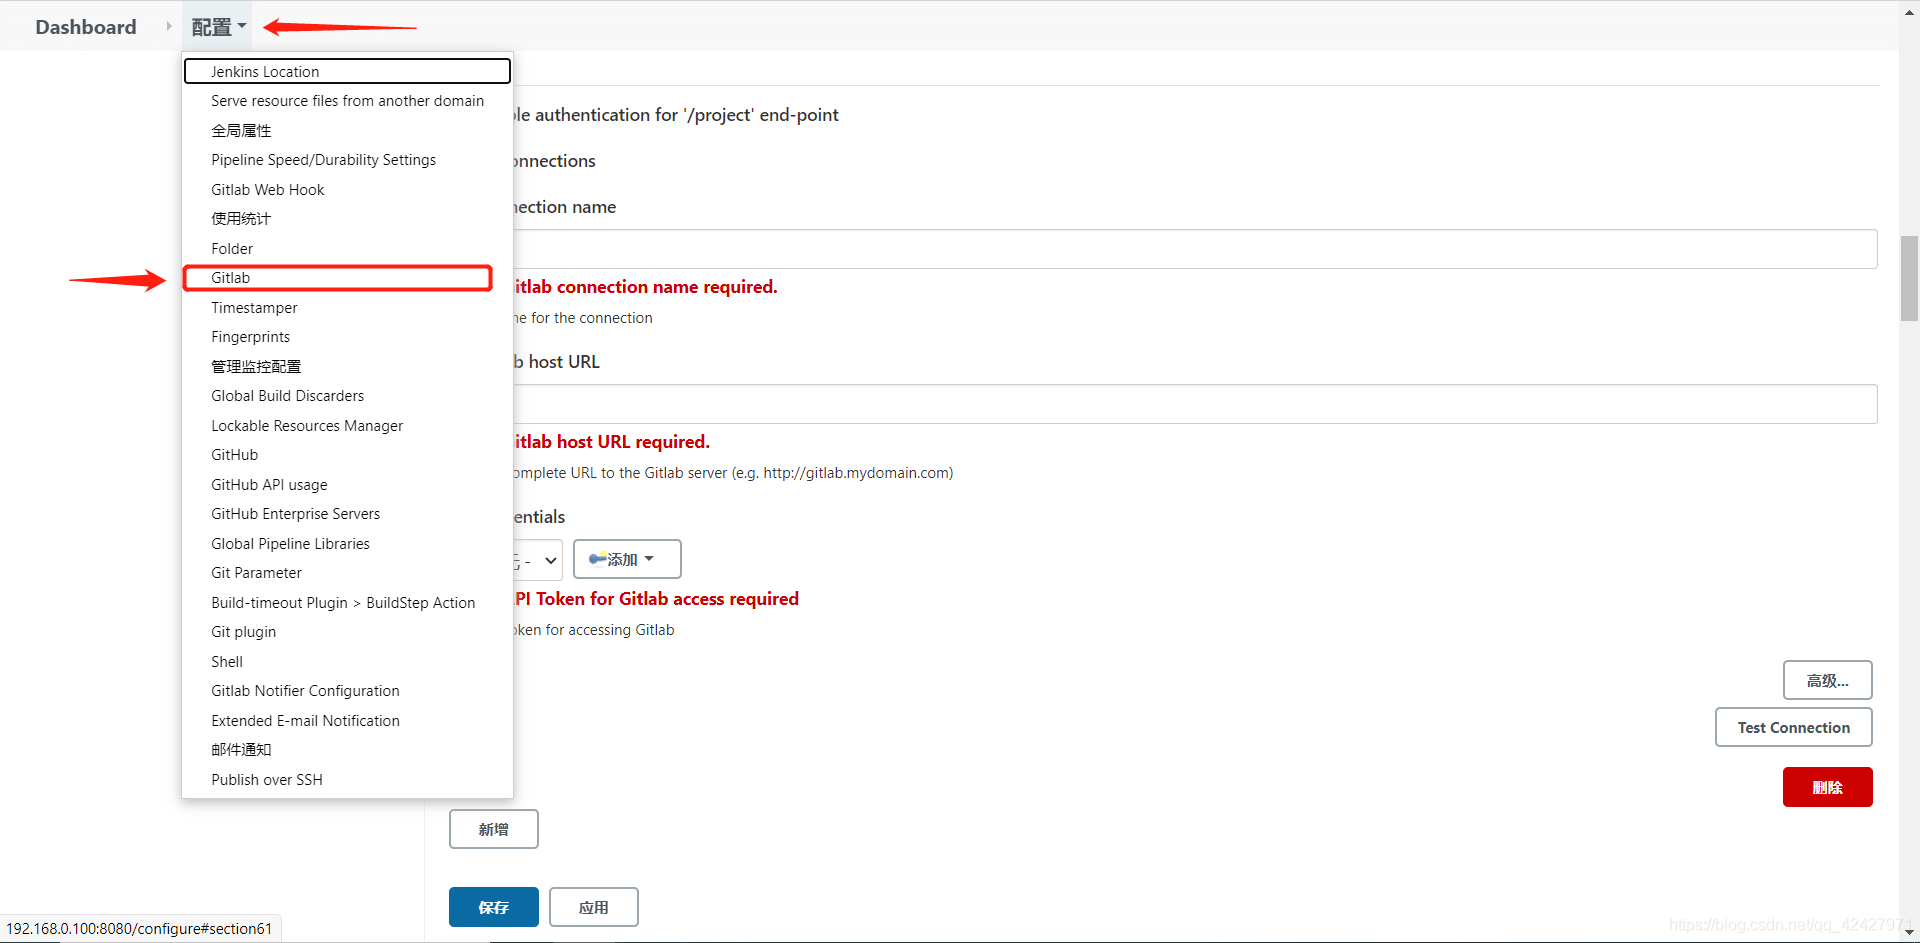 Dashboard
配置
Jenkins Location
Serve resource files from another domain
全局属性
Pipeline Speed/Durability Settings
Gitlab Web Hook
使用统计
Folder
Gitlab
Timestamper
Fingerprints
管理监控配置
Global Build Discarders
Lockable Resources Manager
GitHub
GitHub API usage
GitHub Enterprise Servers
Global Pipeline Libraries
Git Parameter
Build-timeout Plugin > BuildStep Action
Git plugin
Shell
Gitlab Notifier Configuration
Extended E-mail Notification
邮件通知
Publish over SSH
le authentication for '/project' end-point
onnections
nection name
itlab connection name required.
ne for the connection
b host URL
itlab host URL required.
omplete URL to the Gitlab server (e.g. http://gitlab.mydomain.com)
entials
- 添加
PI Token for Gitlab access required
oken for accessing Gitlab
高级...
Test Connection
删除
新增
保存 应用
192.168.0.100:8080/configure#section61
https://blog.csdn.net/qq_42427971